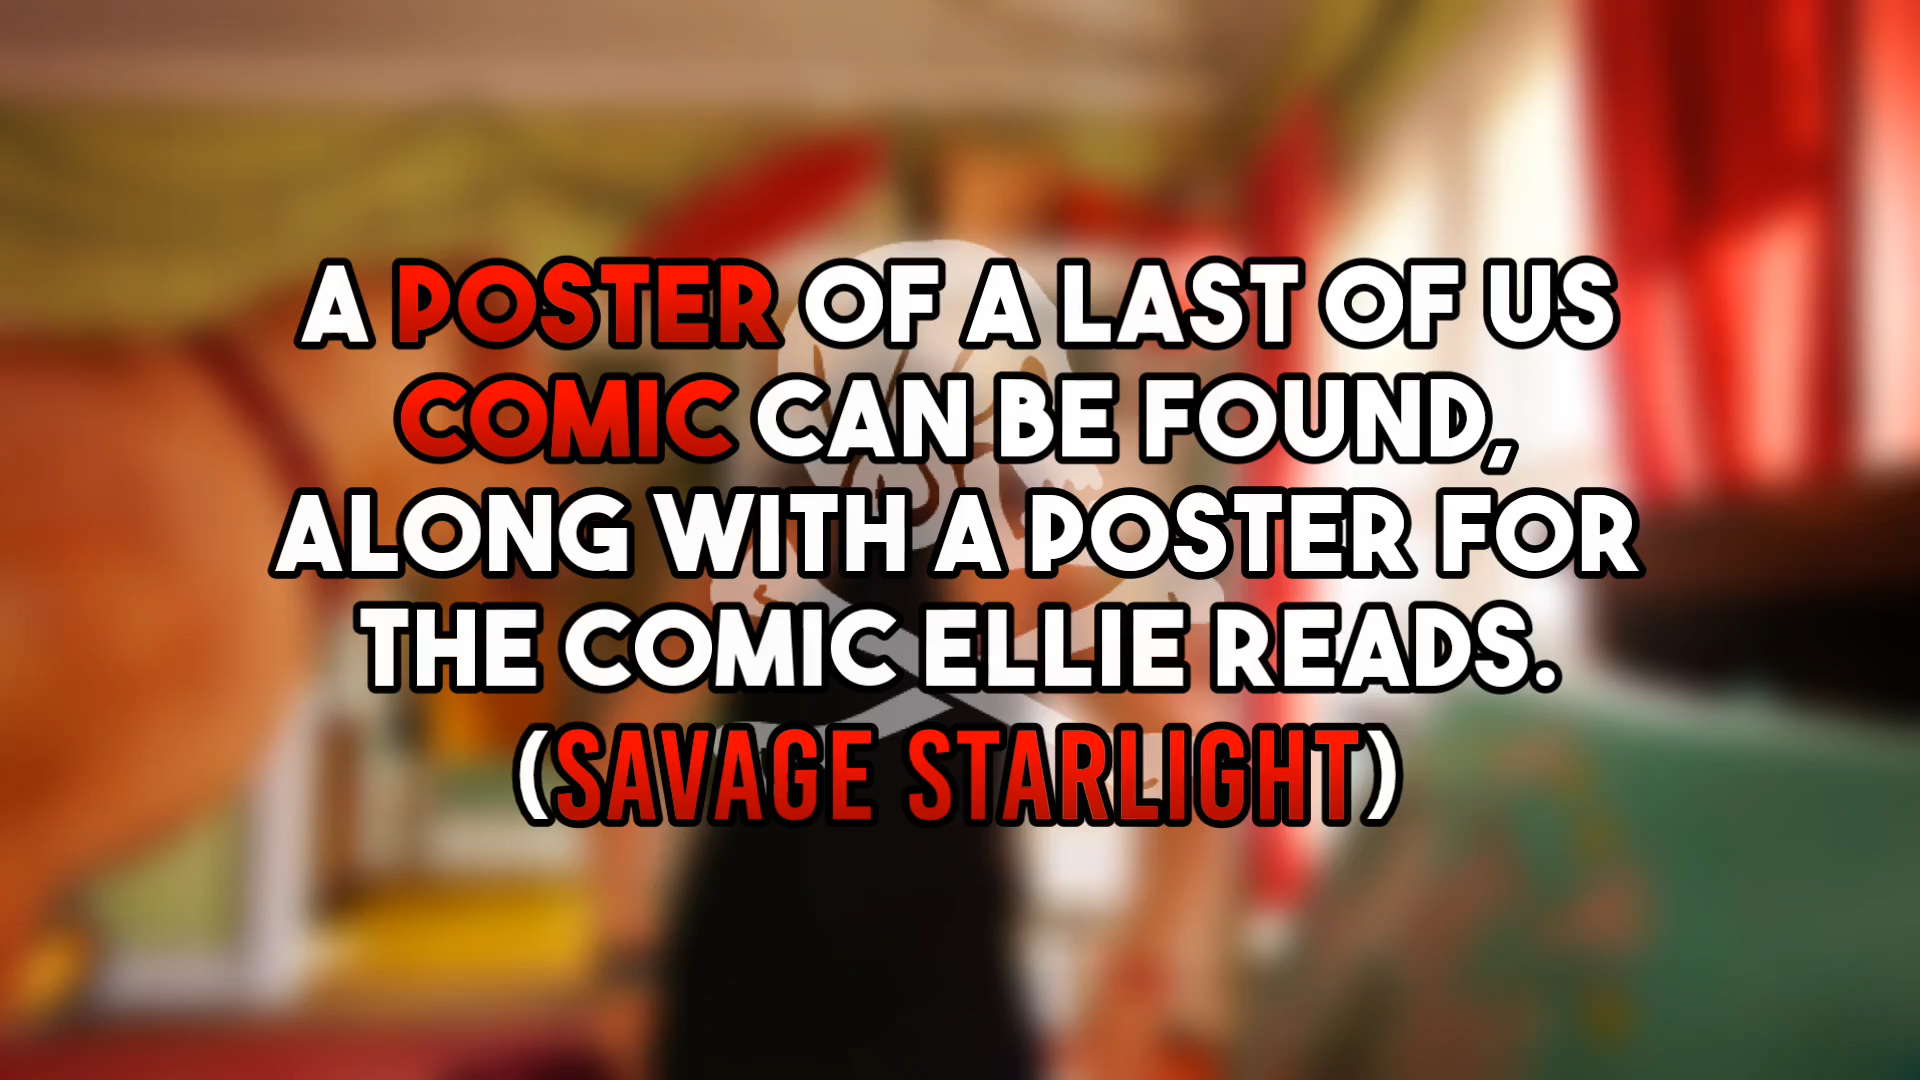 A POSTER OF A LAST OF US
COMIC CAN BE FOUND,
ALONG WITH A POSTER FOR
THE COMIC ELLIE READS.
(SAVAGE STARLIGHT)